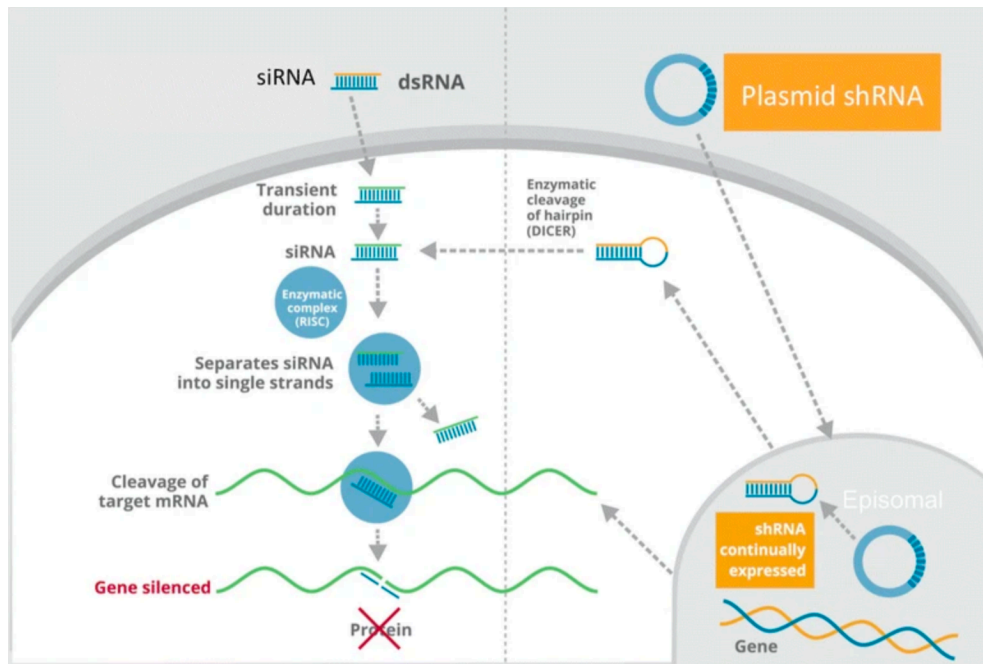 siRNA
dsRNA
Plasmid shRNA
Transient
duration
Enzymatic
cleavage
of hairpin
(DICER)
siRNA
Enzymatic
complex
(RISC)
Separates siRNA
into single strands
Cleavage of
target mRNA
Episomal
shRNA
continually
expressed
Gene silenced
Protein
Gene